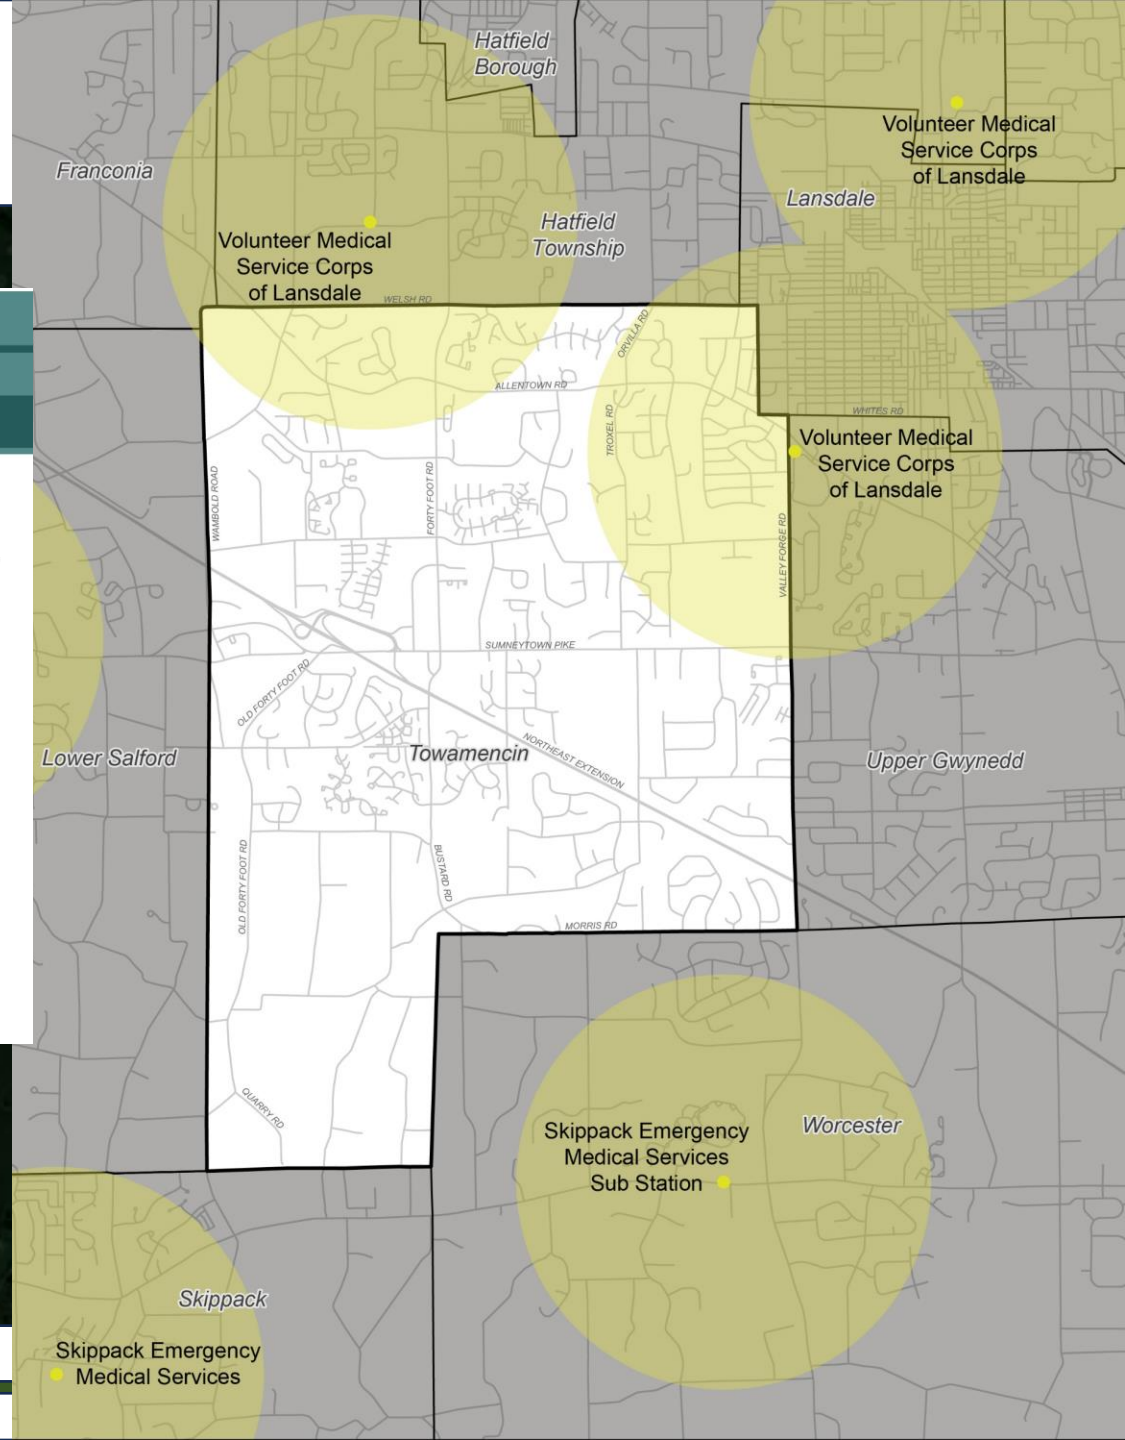 Hatfield
Borough
Volunteer Medical
Service Corps
of Lansdale
Franconia
Lansdale
Hatfield
Township
Volunteer Medical
Service Corps
of Lansdale
WELSH RD
ORVILLA RD
ALLENTOWN RD
TROXEL RD
WHITES RD
Volunteer Medical
Service Corps
of Lansdale
WAMBOLD ROAD
FORTY FOOT RD
VALLEY FORGE RD
SUMNEYTOWN PIKE
OLD FORTY FOOT RD
Lower Salford
Towamencin
NORTHEAST EXTENSION
Upper Gwynedd
OLD FORTY FOOT RD
BUSTARD RD
MORRIS RD
QUARRY RD
Skippack Emergency
Medical Services
Sub Station
Worcester
Skippack
Skippack Emergency
Medical Services